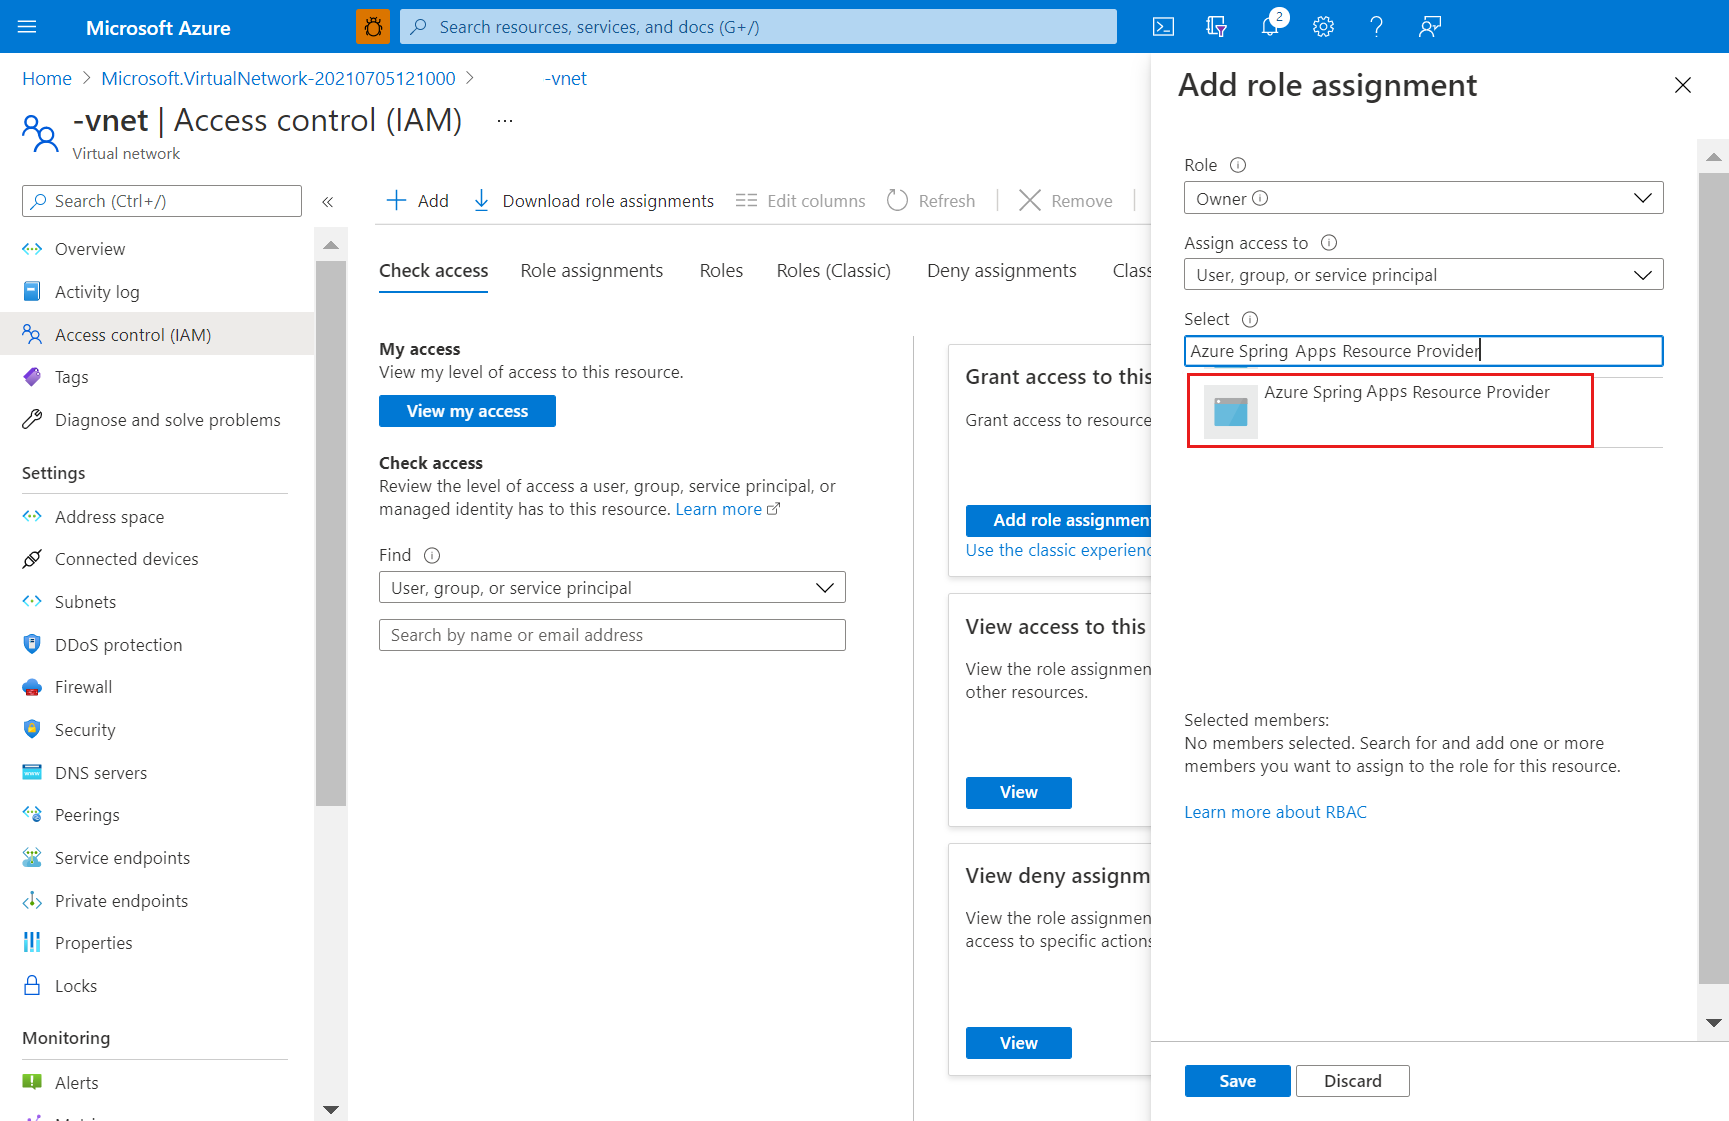 Microsoft Azure
Search resources, services, and docs (G+/)
2
Home > Microsoft.VirtualNetwork-20210705121000 > -vnet
-vnet | Access control (IAM) ...
Virtual network
Search (Ctrl+/)
«
Overview
Activity log
Access control (IAM)
Tags
Diagnose and solve problems
Settings
Address space
Connected devices
Subnets
DDoS protection
Firewall
Security
DNS servers
Peerings
Service endpoints
Private endpoints
Properties
Locks
Monitoring
Alerts
Add
Download role assignments
Edit columns
Refresh
Remove
Check access
Role assignments
Roles
Roles (Classic)
Deny assignments
Class
My access
View my level of access to this resource.
View my access
Check access
Review the level of access a user, group, service principal, or
managed identity has to this resource. Learn more
Find
User, group, or service principal
Search by name or email address
Grant access to this
Grant access to resource
Add role assignment
Use the classic experienc
View access to this
View the role assignmen
other resources.
View
View deny assignm
View the role assignmen
access to specific actions
View
Add role assignment
Role
Owner
Assign access to
User, group, or service principal
Select
Azure Spring Apps Resource Provider
Azure Spring Apps Resource Provider
Selected members:
No members selected. Search for and add one or more
members you want to assign to the role for this resource.
Learn more about RBAC
Save
Discard